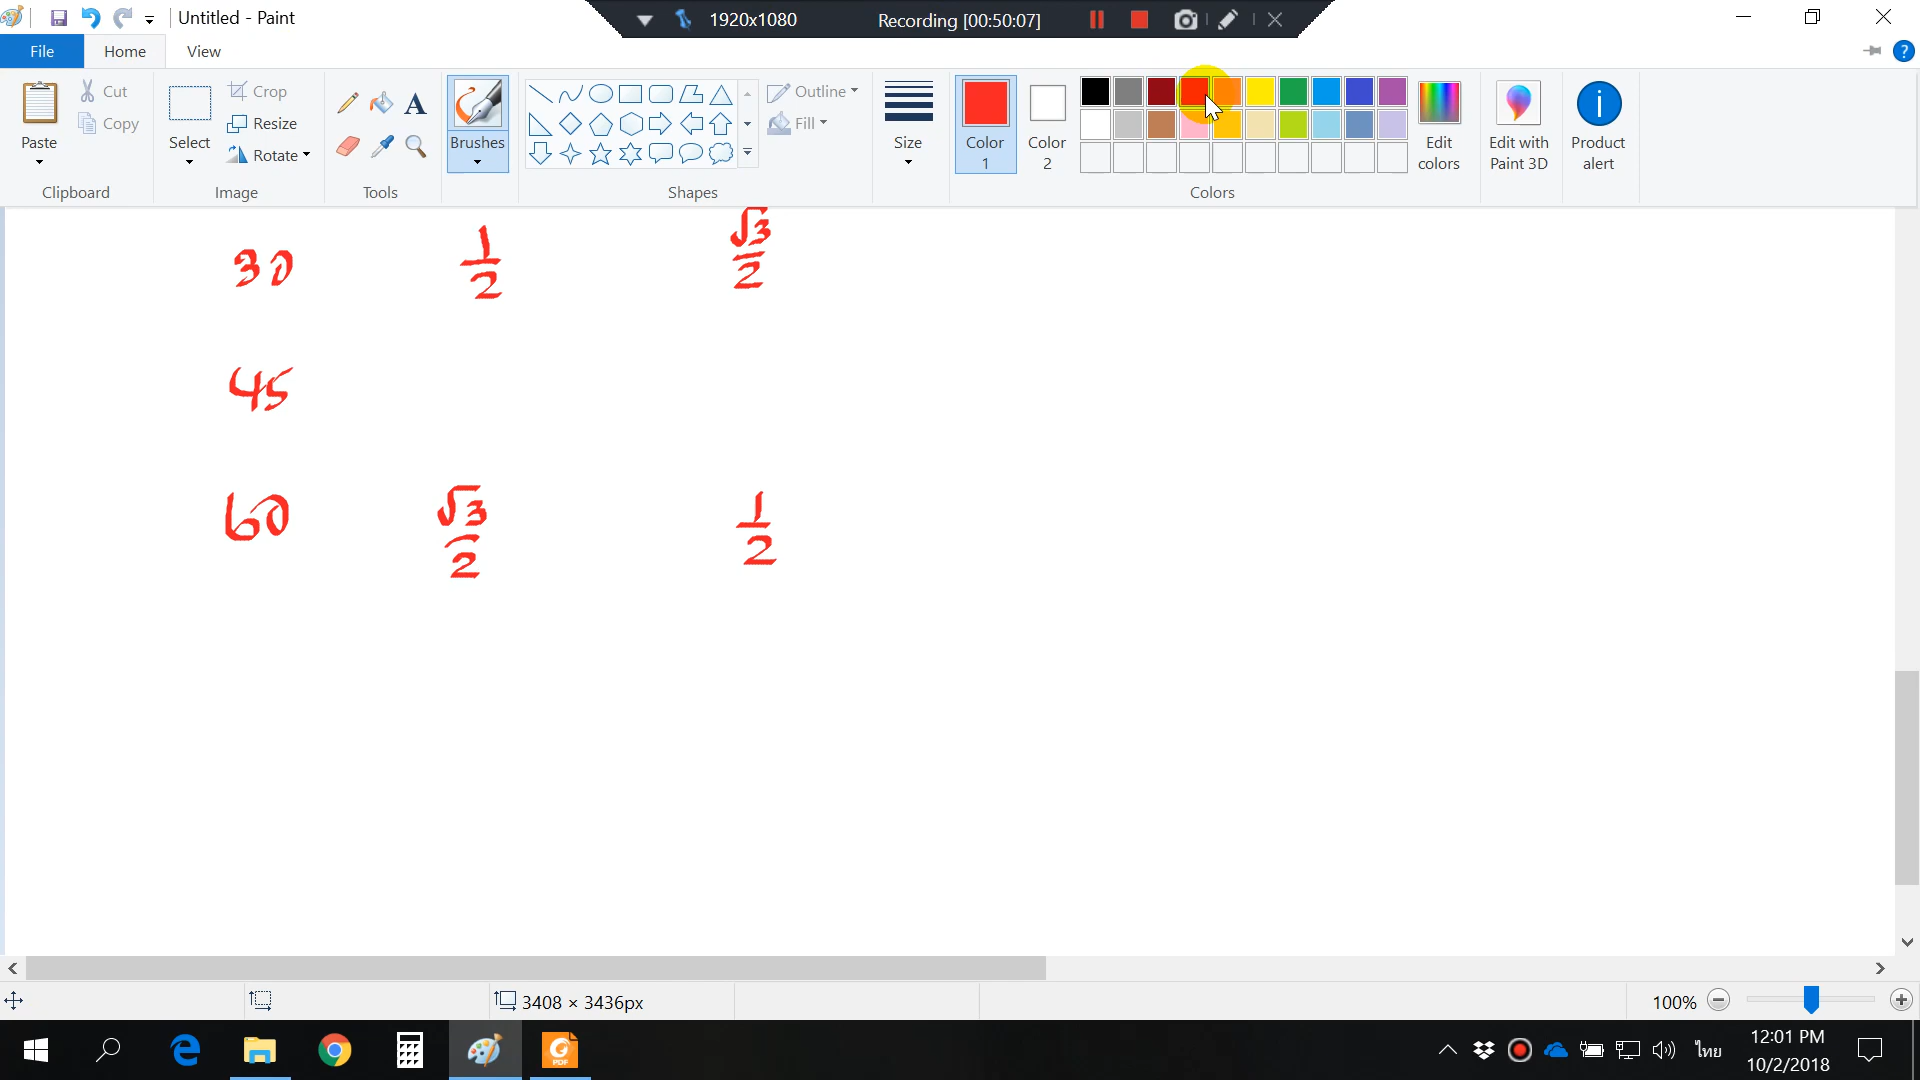 Untitled - Paint
1920x1080
Recording [00:50:07]
File
Home
View
?
Paste
Cut
Copy
Clipboard
Select
Crop
Resize
Rotate
Image
A
Tools
Brushes
Outline
Fill
Shapes
Size
Color 1
Color 2
Edit colors
Colors
Edit with Paint 3D
Product alert
30 1/2 √3/2
45
60 √3/2 1/2
3408 × 3436px
100%
PDF
ไทย
12:01 PM
10/2/2018